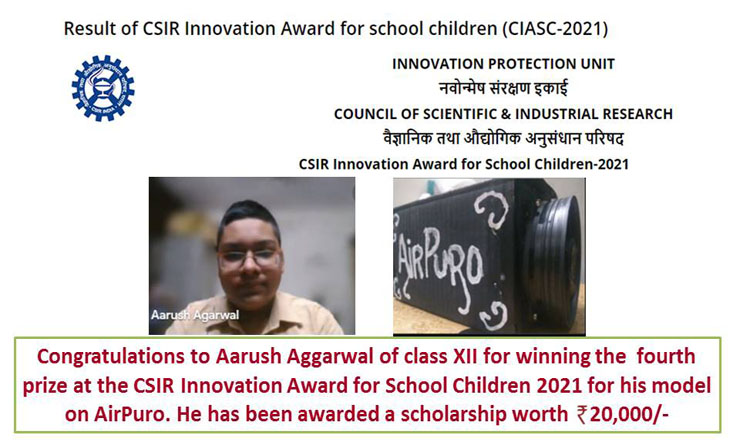 Result of CSIR Innovation Award for school children (CIASC-2021)
INNOVATION PROTECTION UNIT
नवोन्मेष संरक्षण इकाई
COUNCIL OF SCIENTIFIC & INDUSTRIAL RESEARCH
वैज्ञानिक तथा औद्योगिक अनुसंधान परिषद
CSIR Innovation Award for School Children-2021
Aarush Agarwal
AiRPURO
Congratulations to Aarush Aggarwal of class XII for winning the fourth
prize at the CSIR Innovation Award for School Children 2021 for his model
on AirPuro. He has been awarded a scholarship worth ₹20,000/-